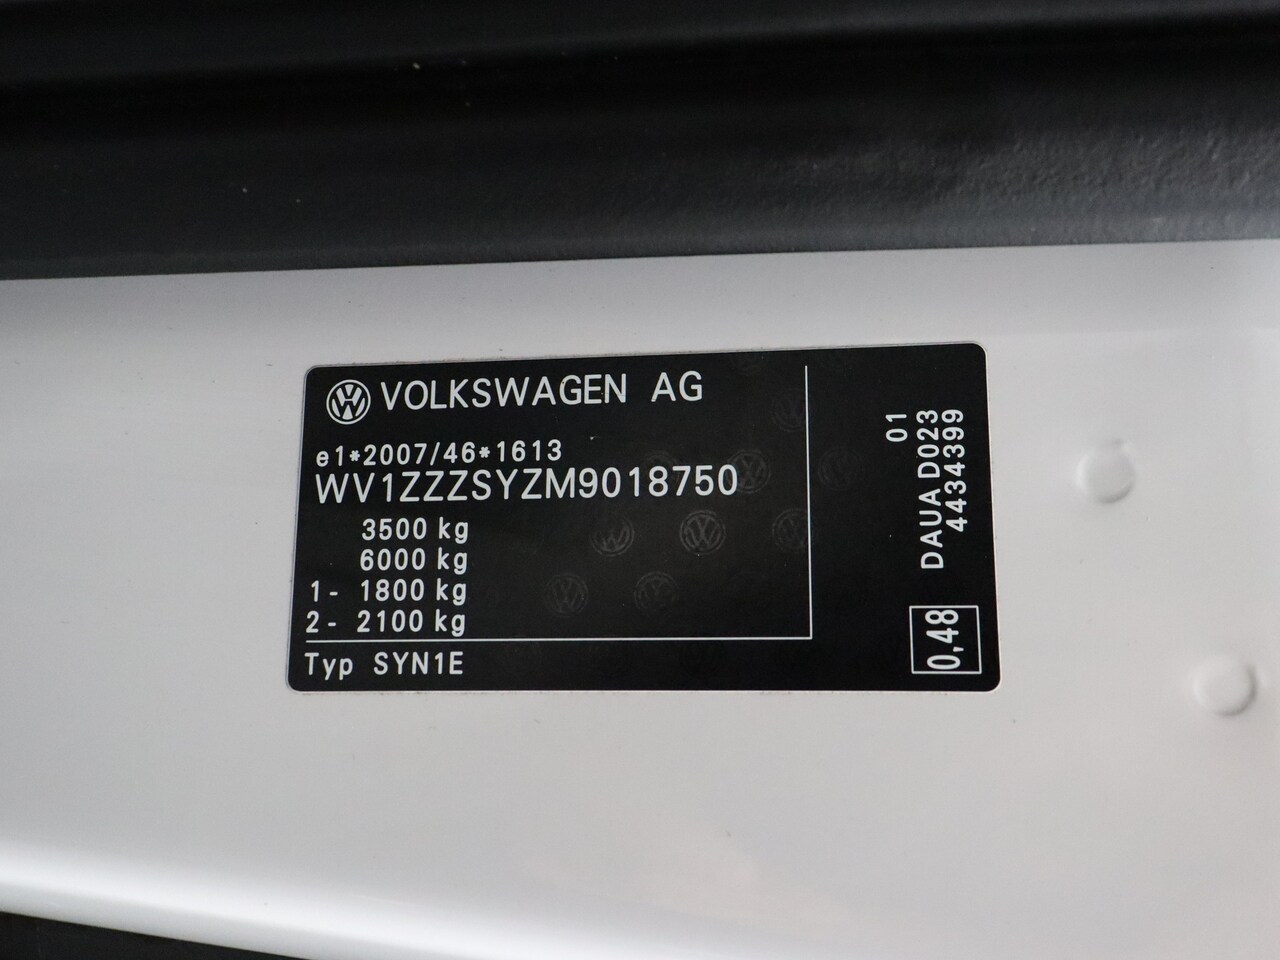 VOLKSWAGEN AG
e1*2007/46*1613
WV1ZZZSYZM9018750
3500 kg
6000 kg
1- 1800 kg
2- 2100 kg
Typ SYN1E
01
DAUA D023
4434399
0,48